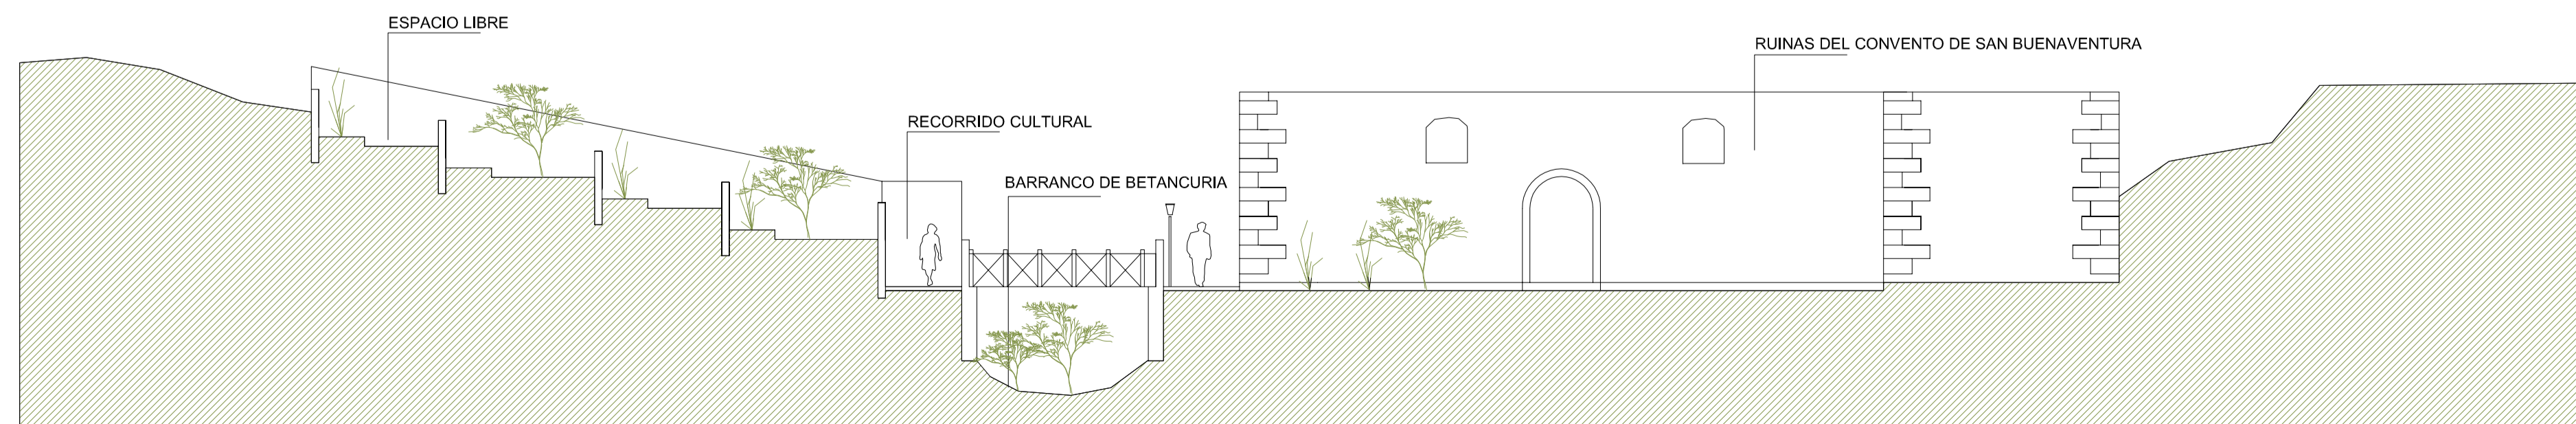 ESPACIO LIBRE
RUINAS DEL CONVENTO DE SAN BUENAVENTURA
RECORRIDO CULTURAL
BARRANCO DE BETANCURIA